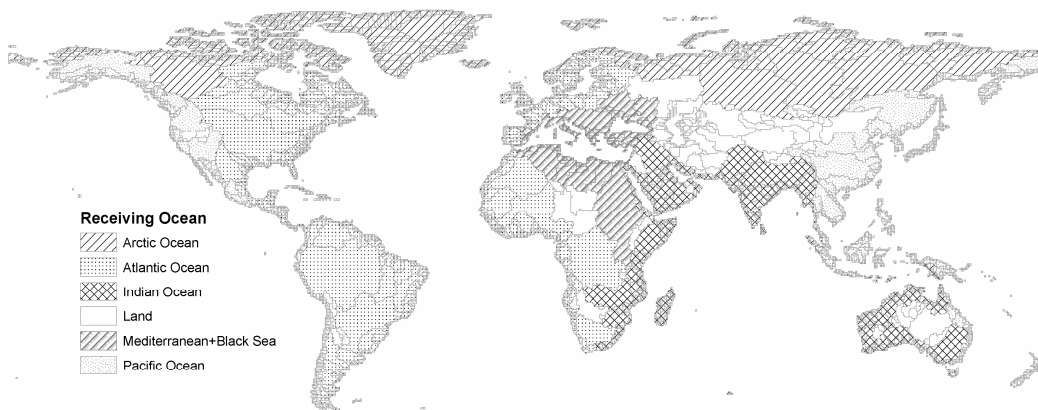 Receiving Ocean
Arctic Ocean
Atlantic Ocean
Indian Ocean
Land
Mediterranean+Black Sea
Pacific Ocean